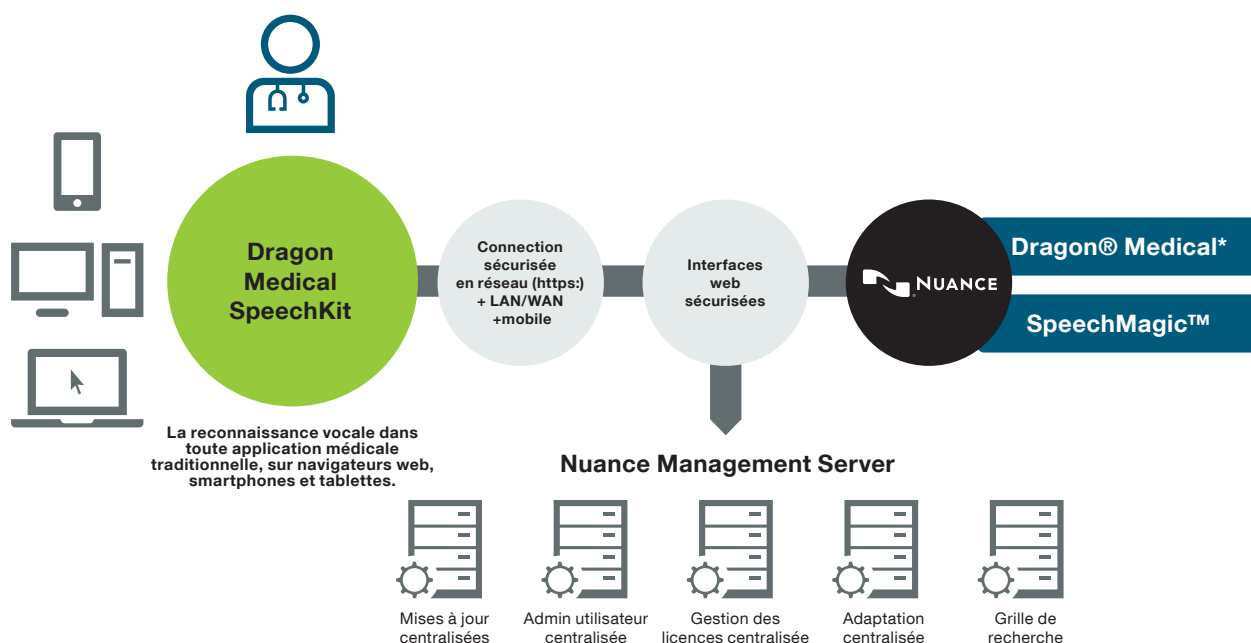 Dragon
Medical
SpeechKit
Connection
sécurisée
en réseau (https:)
+ LAN/WAN
+mobile
Interfaces
web
sécurisées
NUANCE
Dragon® Medical*
SpeechMagic™
La reconnaissance vocale dans
toute application médicale
traditionnelle, sur navigateurs web,
smartphones et tablettes.
Nuance Management Server
Mises à jour
centralisées
Admin utilisateur
centralisée
Gestion des
licences centralisée
Adaptation
centralisée
Grille de
recherche